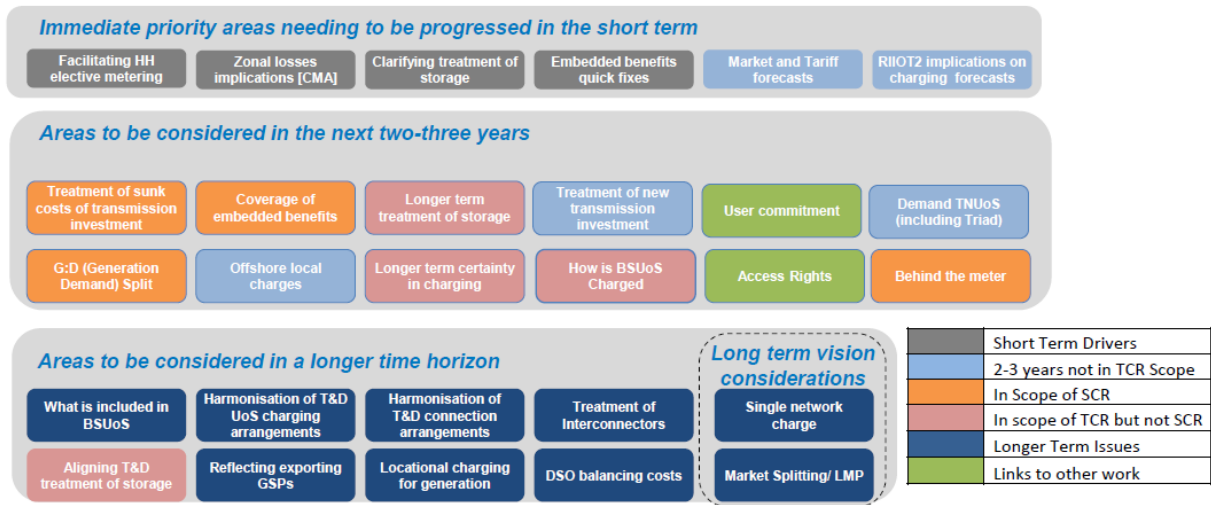 Immediate priority areas needing to be progressed in the short term
Facilitating HH
elective metering
Zonal losses
implications [CMA]
Clarifying treatment of
storage
Embedded benefits
quick fixes
Market and Tariff
forecasts
RIIOT2 implications on
charging forecasts
Areas to be considered in the next two-three years
Treatment of sunk
costs of transmission
investment
Coverage of
embedded benefits
Longer term
treatment of storage
Treatment of new
transmission
investment
User commitment
Demand TNUoS
(including Triad)
G:D (Generation
Demand) Split
Offshore local
charges
Longer term certainty
in charging
How is BSUoS
Charged
Access Rights
Behind the meter
Areas to be considered in a longer time horizon
What is included in
BSUoS
Harmonisation of T&D
UoS charging
arrangements
Harmonisation of
T&D connection
arrangements
Treatment of
Interconnectors
Aligning T&D
treatment of storage
Reflecting exporting
GSPs
Locational charging
for generation
DSO balancing costs
Long term vision
considerations
Single network
charge
Market Splitting/ LMP
Short Term Drivers
2-3 years not in TCR Scope
In Scope of SCR
In scope of TCR but not SCR
Longer Term Issues
Links to other work